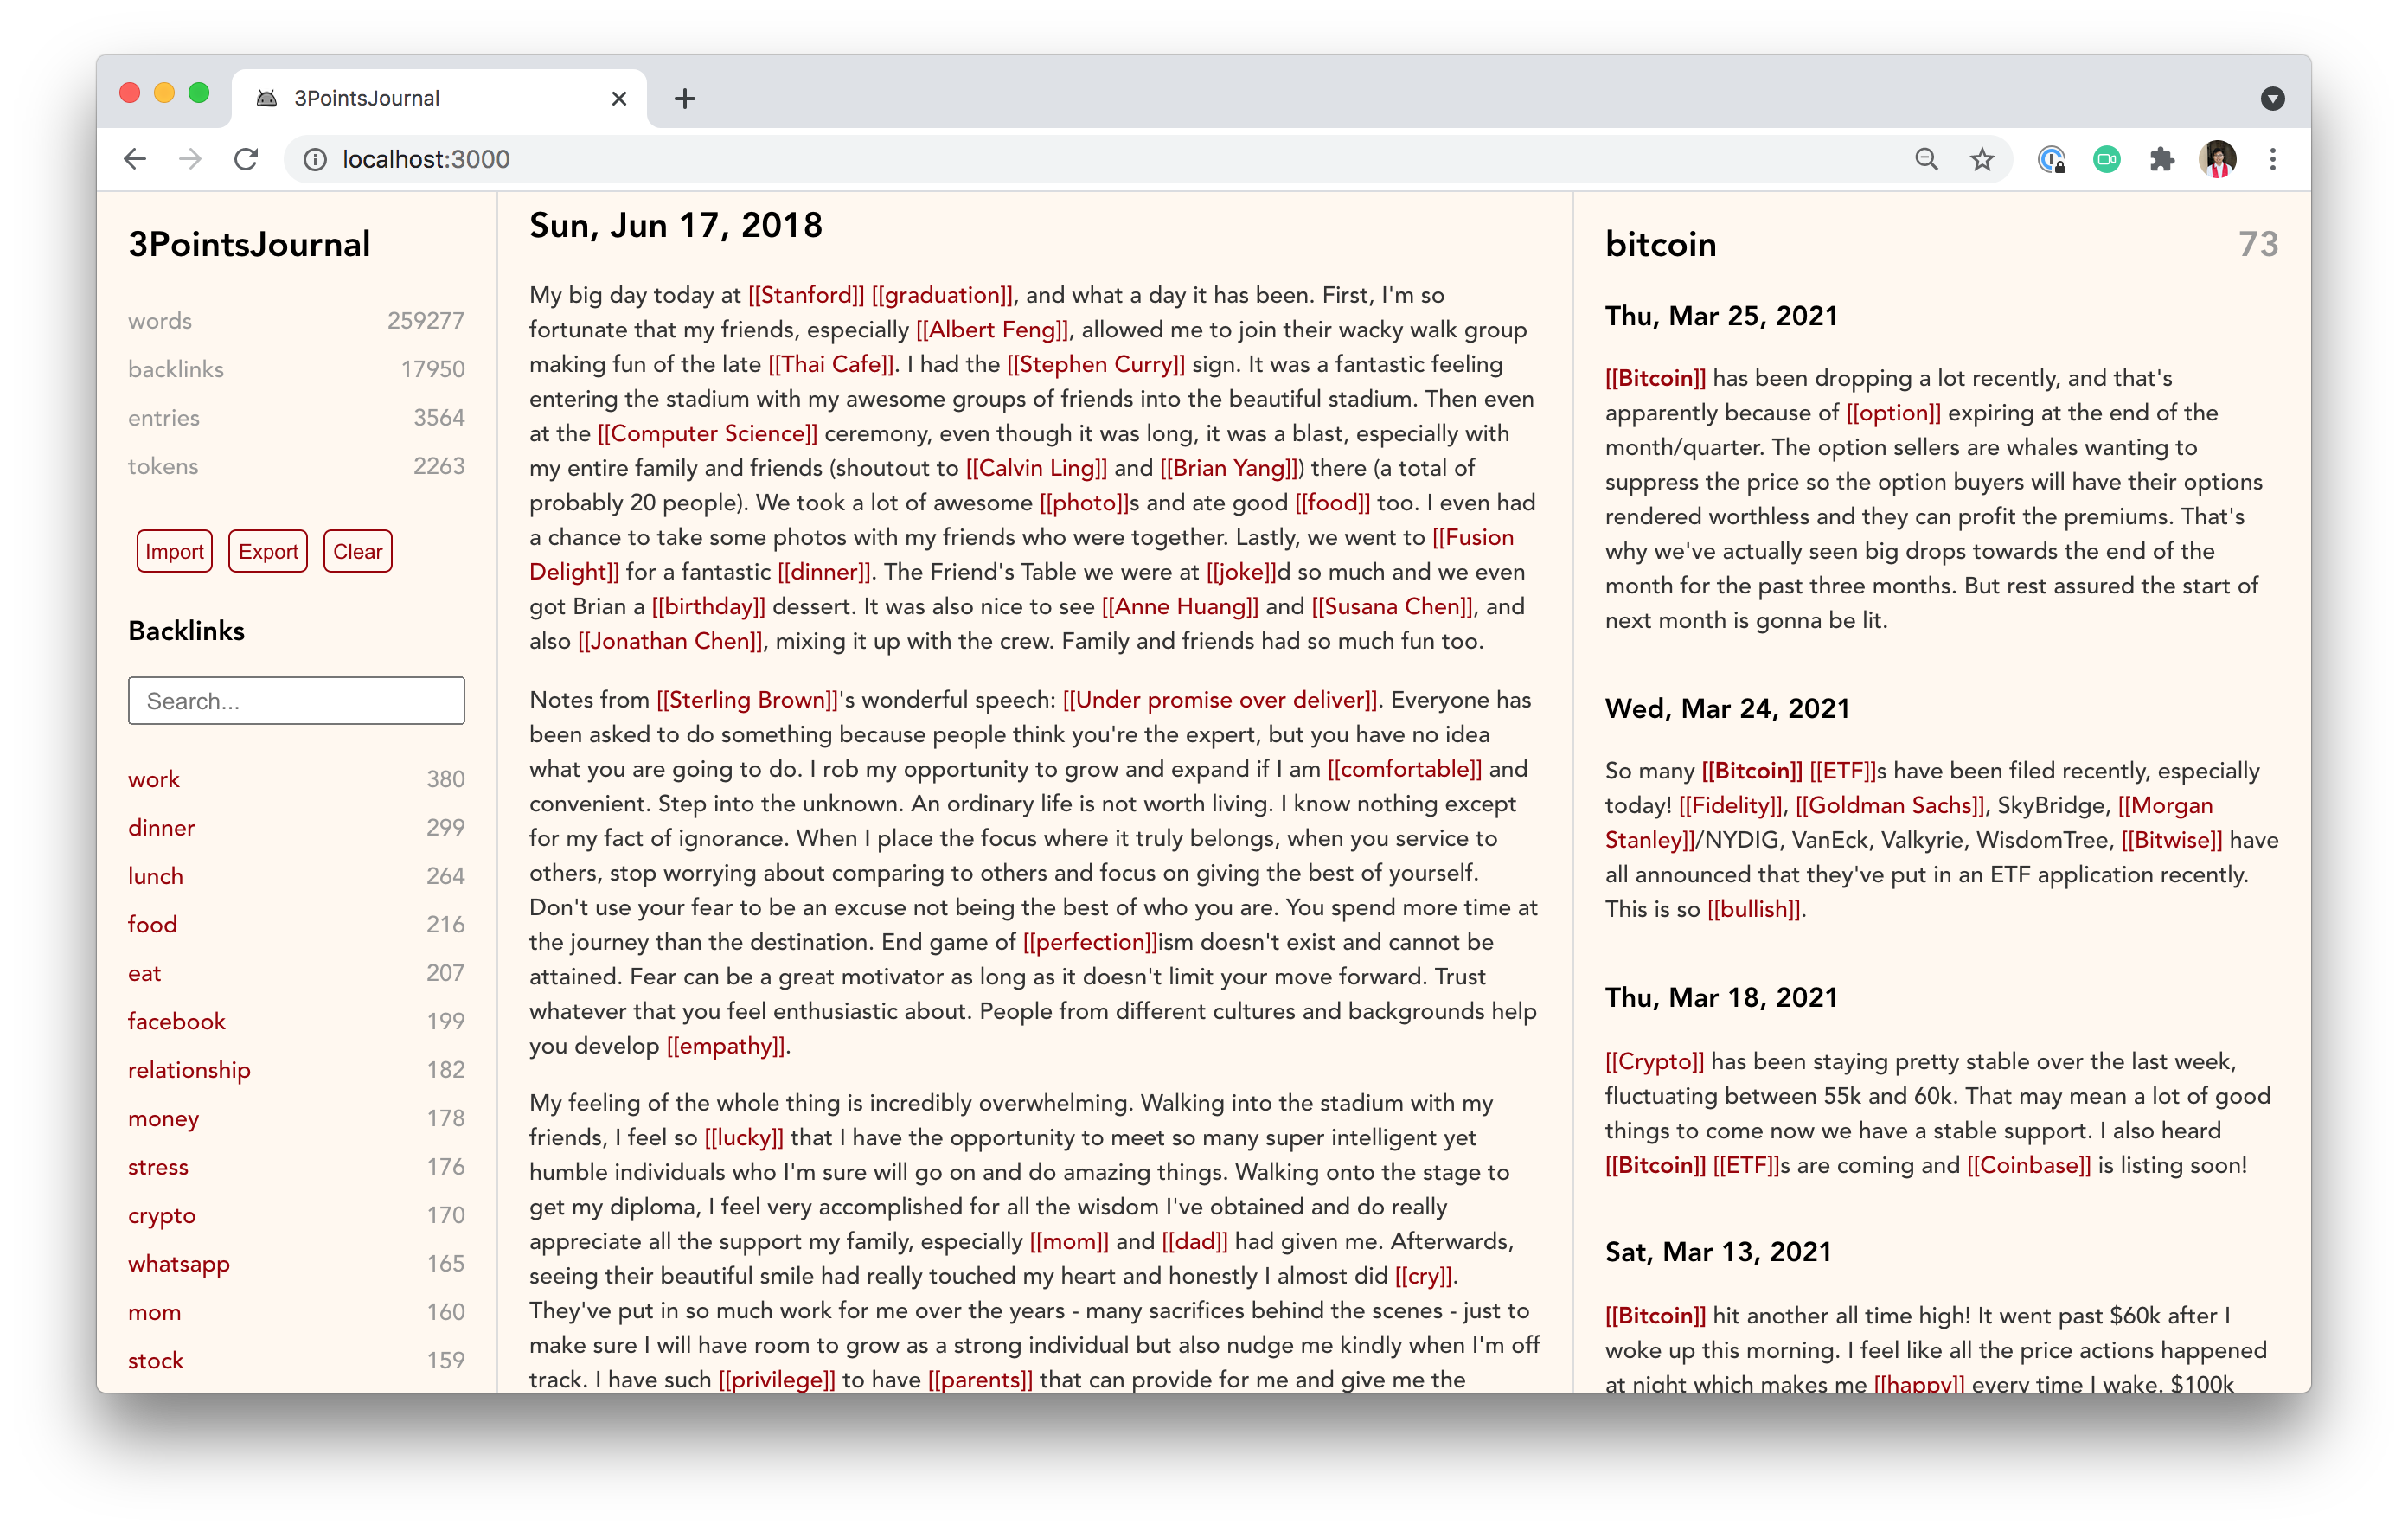 3PointsJournal
localhost:3000
3PointsJournal
words 259277
backlinks 17950
entries 3564
tokens 2263
Import Export Clear
Backlinks
Search...
work 380
dinner 299
lunch 264
food 216
eat 207
facebook 199
relationship 182
money 178
stress 176
crypto 170
whatsapp 165
mom 160
stock 159
Sun, Jun 17, 2018
My big day today at [[Stanford]] [[graduation]], and what a day it has been. First, I'm so
fortunate that my friends, especially [[Albert Feng]], allowed me to join their wacky walk group
making fun of the late [[Thai Cafe]]. I had the [[Stephen Curry]] sign. It was a fantastic feeling
entering the stadium with my awesome groups of friends into the beautiful stadium. Then even
at the [[Computer Science]] ceremony, even though it was long, it was a blast, especially with
my entire family and friends (shoutout to [[Calvin Ling]] and [[Brian Yang]]) there (a total of
probably 20 people). We took a lot of awesome [[photo]]s and ate good [[food]] too. I even had
a chance to take some photos with my friends who were together. Lastly, we went to [[Fusion
Delight]] for a fantastic [[dinner]]. The Friend's Table we were at [[joke]]d so much and we even
got Brian a [[birthday]] dessert. It was also nice to see [[Anne Huang]] and [[Susana Chen]], and
also [[Jonathan Chen]], mixing it up with the crew. Family and friends had so much fun too.
Notes from [[Sterling Brown]]'s wonderful speech: [[Under promise over deliver]]. Everyone has
been asked to do something because people think you're the expert, but you have no idea
what you are going to do. I rob my opportunity to grow and expand if I am [[comfortable]] and
convenient. Step into the unknown. An ordinary life is not worth living. I know nothing except
for my fact of ignorance. When I place the focus where it truly belongs, when you service to
others, stop worrying about comparing to others and focus on giving the best of yourself.
Don't use your fear to be an excuse not being the best of who you are. You spend more time at
the journey than the destination. End game of [[perfection]]ism doesn't exist and cannot be
attained. Fear can be a great motivator as long as it doesn't limit your move forward. Trust
whatever that you feel enthusiastic about. People from different cultures and backgrounds help
you develop [[empathy]].
My feeling of the whole thing is incredibly overwhelming. Walking into the stadium with my
friends, I feel so [[lucky]] that I have the opportunity to meet so many super intelligent yet
humble individuals who I'm sure will go on and do amazing things. Walking onto the stage to
get my diploma, I feel very accomplished for all the wisdom I've obtained and do really
appreciate all the support my family, especially [[mom]] and [[dad]] had given me. Afterwards,
seeing their beautiful smile had really touched my heart and honestly I almost did [[cry]].
They've put in so much work for me over the years - many sacrifices behind the scenes - just to
make sure I will have room to grow as a strong individual but also nudge me kindly when I'm off
track. I have such [[privilege]] to have [[parents]] that can provide for me and give me the
bitcoin 73
Thu, Mar 25, 2021
[[Bitcoin]] has been dropping a lot recently, and that's
apparently because of [[option]] expiring at the end of the
month/quarter. The option sellers are whales wanting to
suppress the price so the option buyers will have their options
rendered worthless and they can profit the premiums. That's
why we've actually seen big drops towards the end of the
month for the past three months. But rest assured the start of
next month is gonna be lit.
Wed, Mar 24, 2021
So many [[Bitcoin]] [[ETF]]s have been filed recently, especially
today! [[Fidelity]], [[Goldman Sachs]], SkyBridge, [[Morgan
Stanley]]/NYDIG, VanEck, Valkyrie, WisdomTree, [[Bitwise]] have
all announced that they've put in an ETF application recently.
This is so [[bullish]].
Thu, Mar 18, 2021
[[Crypto]] has been staying pretty stable over the last week,
fluctuating between 55k and 60k. That may mean a lot of good
things to come now we have a stable support. I also heard
[[Bitcoin]] [[ETF]]s are coming and [[Coinbase]] is listing soon!
Sat, Mar 13, 2021
[[Bitcoin]] hit another all time high! It went past $60k after I
woke up this morning. I feel like all the price actions happened
at night which makes me [[happy]] every time I wake. $100k